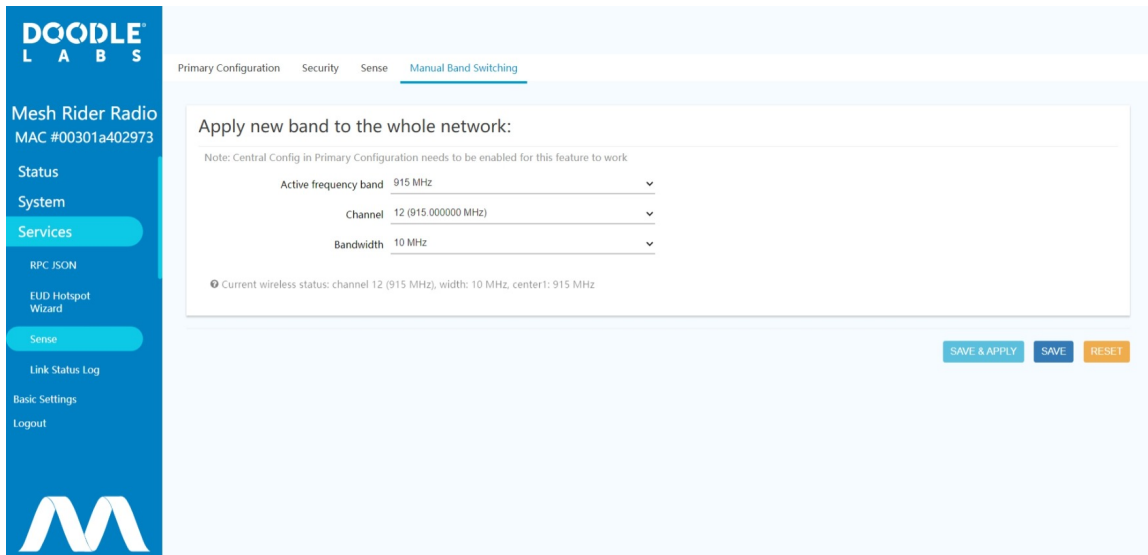 DOODLE®
LABS
Mesh Rider Radio
MAC #00301a402973
Status
System
Services
RPC JSON
EUD Hotspot
Wizard
Sense
Link Status Log
Basic Settings
Logout
Primary Configuration Security Sense Manual Band Switching
Apply new band to the whole network:
Note: Central Config in Primary Configuration needs to be enabled for this feature to work
Active frequency band 915 MHz
Channel 12 (915.000000 MHz)
Bandwidth 10 MHz
Current wireless status: channel 12 (915 MHz), width: 10 MHz, center1: 915 MHz
SAVE & APPLY SAVE RESET